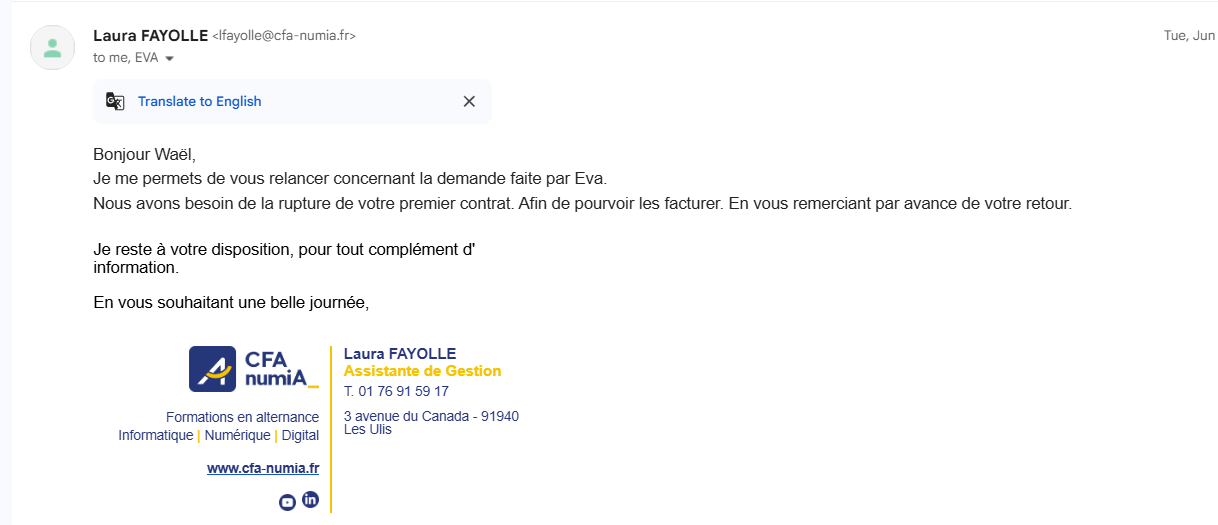 Laura FAYOLLE <lfayolle@cfa-numia.fr>
Tue, Jun
to me, EVA
Translate to English
Bonjour Waël,
Je me permets de vous relancer concernant la demande faite par Eva.
Nous avons besoin de la rupture de votre premier contrat. Afin de pourvoir les facturer. En vous remerciant par avance de votre retour.
Je reste à votre disposition, pour tout complément d'
information.
En vous souhaitant une belle journée,
CFA
numiA_
Formations en alternance
Informatique | Numérique | Digital
www.cfa-numia.fr
in
Laura FAYOLLE
Assistante de Gestion
T. 01 76 91 59 17
3 avenue du Canada - 91940
Les Ulis